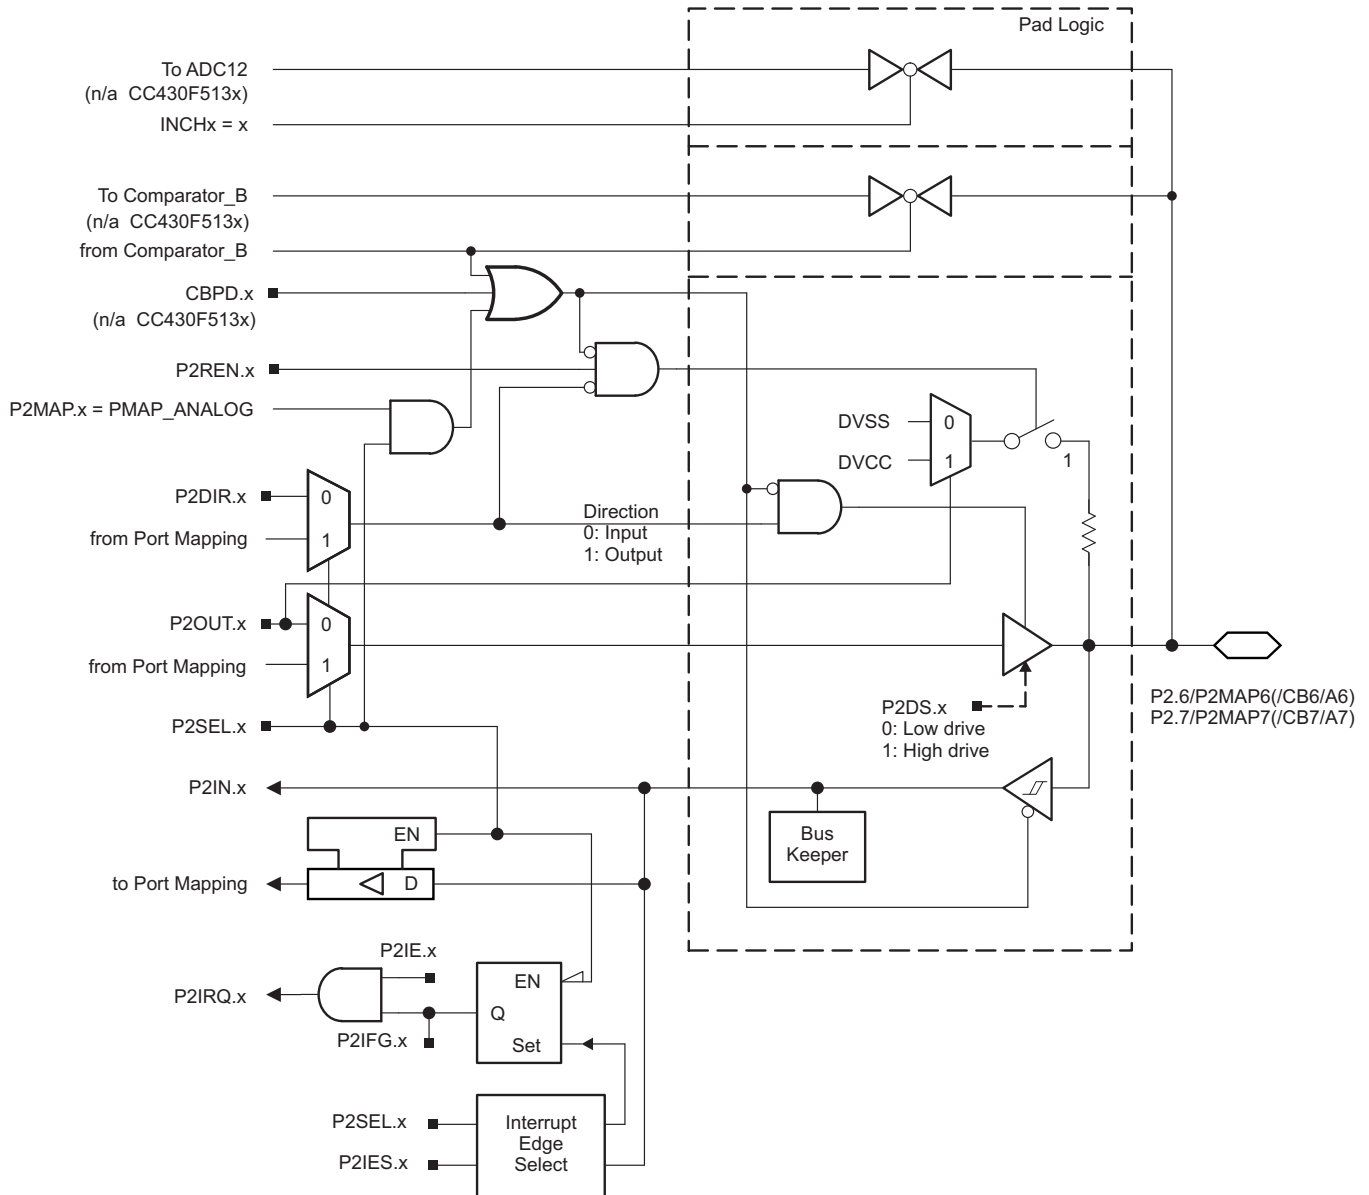 Pad Logic
To ADC12
(n/a CC430F513x)
INCHx = x
To Comparator_B
(n/a CC430F513x)
from Comparator_B
CBPD.x
(n/a CC430F513x)
P2REN.x
P2MAP.x = PMAP_ANALOG
DVSS
0
DVCC
1
1
P2DIR.x
0
from Port Mapping
1
Direction
0: Input
1: Output
P2OUT.x
0
from Port Mapping
1
P2SEL.x
P2DS.x
0: Low drive
1: High drive
P2.6/P2MAP6(/CB6/A6)
P2.7/P2MAP7(/CB7/A7)
P2IN.x
Bus
Keeper
EN
to Port Mapping
D
P2IE.x
P2IRQ.x
EN
Q
P2IFG.x
Set
P2SEL.x
P2IES.x
Interrupt
Edge
Select